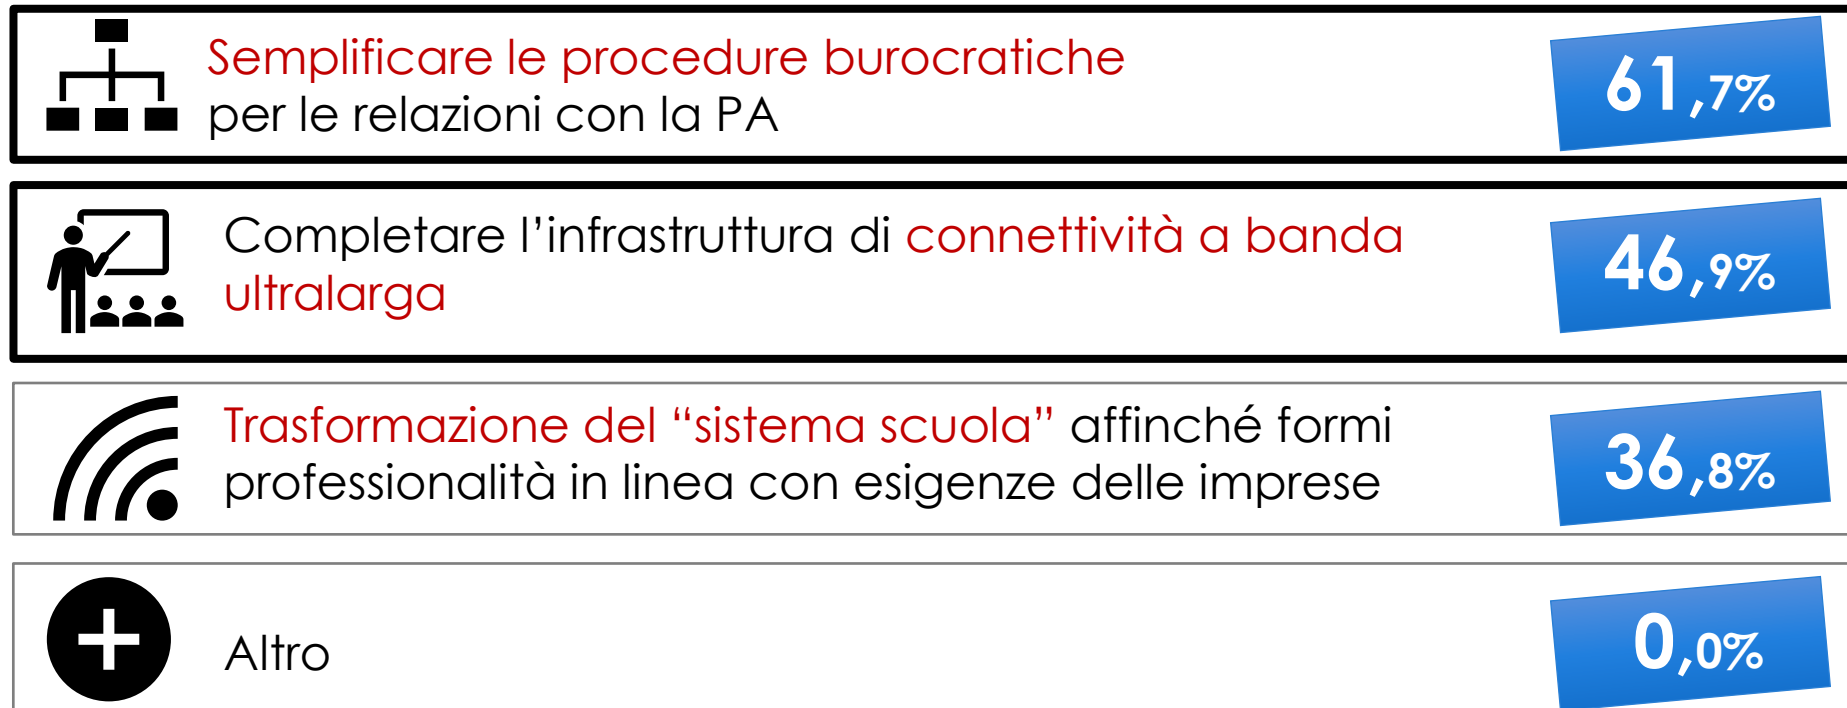 Semplificare le procedure burocratiche
per le relazioni con la PA
61,7%
Completare l’infrastruttura di connettività a banda
ultralarga
46,9%
Trasformazione del “sistema scuola” affinché formi
professionalità in linea con esigenze delle imprese
36,8%
Altro
0,0%